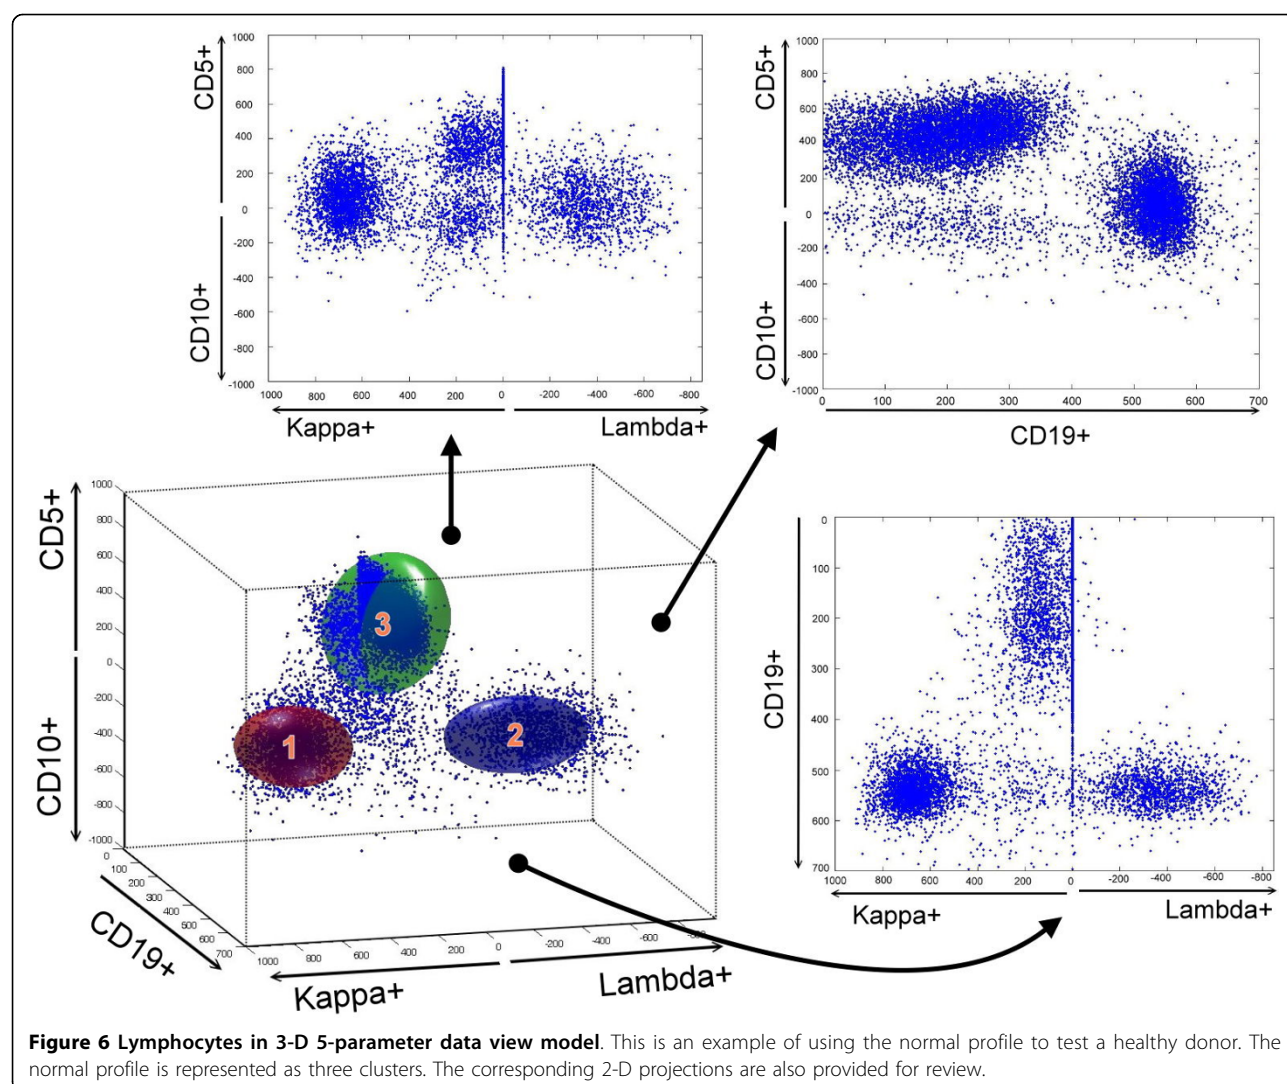 CD5+
CD10+
1000
800
600
400
200
0
-200
-400
-600
-800
-1000
1000 800 600 400 200 0 -200 -400 -600 -800
Kappa+ Lambda+
CD5+
CD10+
1000
800
600
400
200
0
-200
-400
-600
-800
-1000
0 100 200 300 400 500 600 700
CD19+
CD5+
CD10+
1000
800
600
400
200
0
-200
-400
-600
-800
-1000
0
100
200
300
400
500
600
700
CD19+
1000 800 600 400 200 0 -200 -400 -600 -800
Kappa+ Lambda+
3
1
2
CD19+
0
100
200
300
400
500
600
700
1000 800 600 400 200 0 -200 -400 -600 -800
Kappa+ Lambda+
Figure 6 Lymphocytes in 3-D 5-parameter data view model. This is an example of using the normal profile to test a healthy donor. The
normal profile is represented as three clusters. The corresponding 2-D projections are also provided for review.